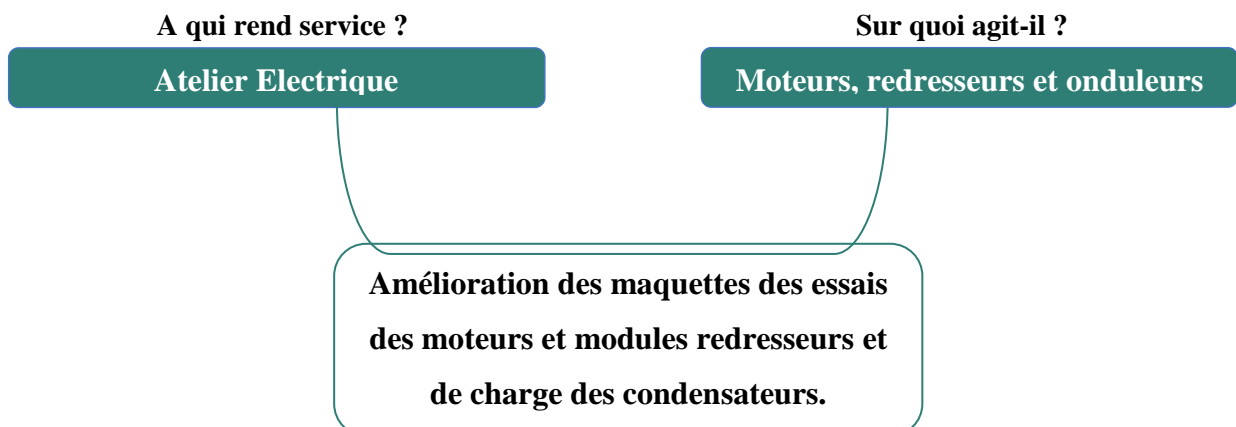 A qui rend service ?
Sur quoi agit-il ?
Atelier Electrique
Moteurs, redresseurs et onduleurs
Amélioration des maquettes des essais
des moteurs et modules redresseurs et
de charge des condensateurs.